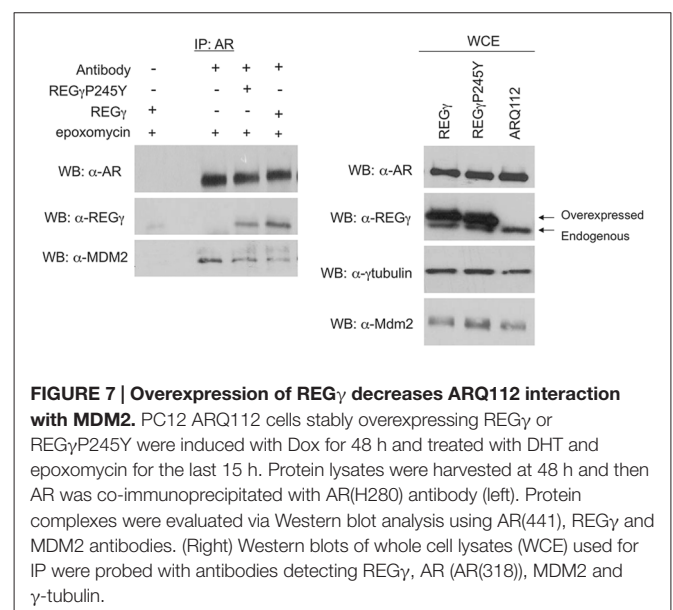 IP: AR
Antibody - + + +
REGγP245Y - - + -
REGγ + - - +
epoxomycin + + + +
WB: α-AR
WB: α-REGγ
WB: α-MDM2
WCE
REGγ
REGγP245Y
ARQ112
WB: α-AR
WB: α-REGγ
Overexpressed
Endogenous
WB: α-γtubulin
WB: α-Mdm2
FIGURE 7 | Overexpression of REGγ decreases ARQ112 interaction
with MDM2. PC12 ARQ112 cells stably overexpressing REGγ or
REGγP245Y were induced with Dox for 48 h and treated with DHT and
epoxomycin for the last 15 h. Protein lysates were harvested at 48 h and then
AR was co-immunoprecipitated with AR(H280) antibody (left). Protein
complexes were evaluated via Western blot analysis using AR(441), REGγ and
MDM2 antibodies. (Right) Western blots of whole cell lysates (WCE) used for
IP were probed with antibodies detecting REGγ, AR (AR(318)), MDM2 and
γ-tubulin.